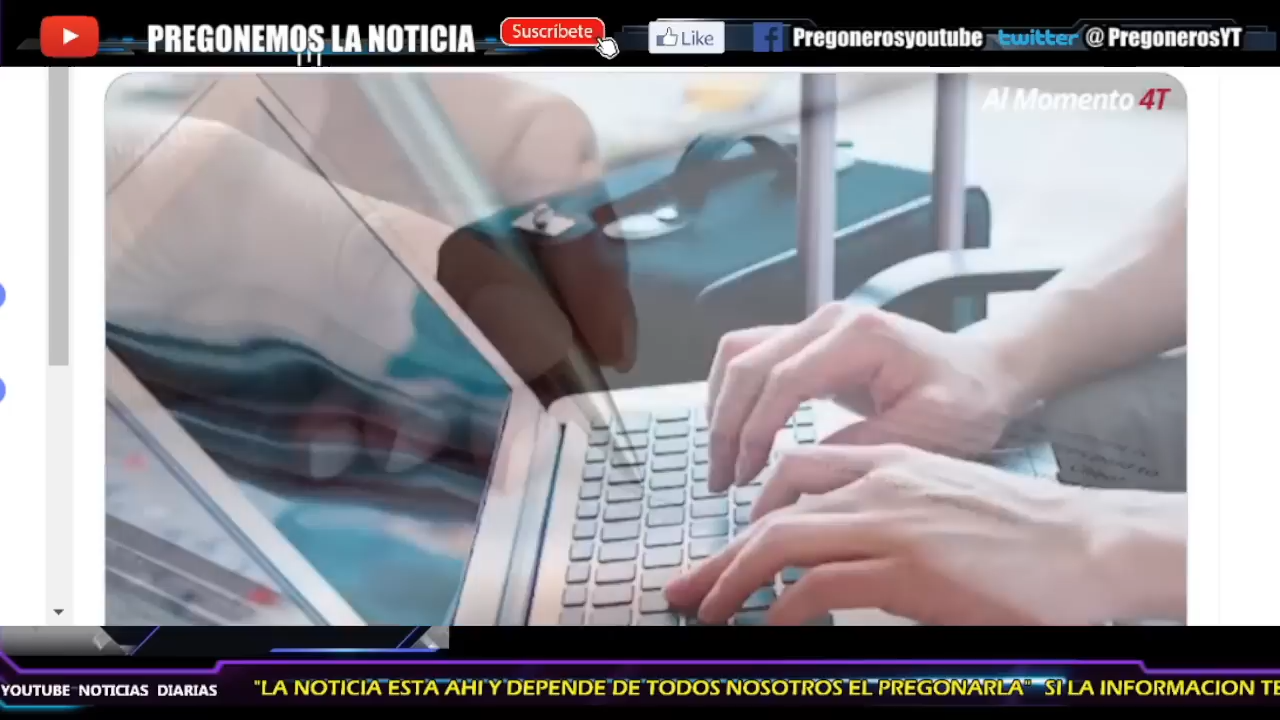 PREGONEMOS LA NOTICIA
Suscríbete
Like
Pregonerosyoutube
twitter @PregonerosYT
Al Momento 4T
YOUTUBE NOTICIAS DIARIAS
"LA NOTICIA ESTA AHI Y DEPENDE DE TODOS NOSOTROS EL PREGONARLA" SI LA INFORMACION TE